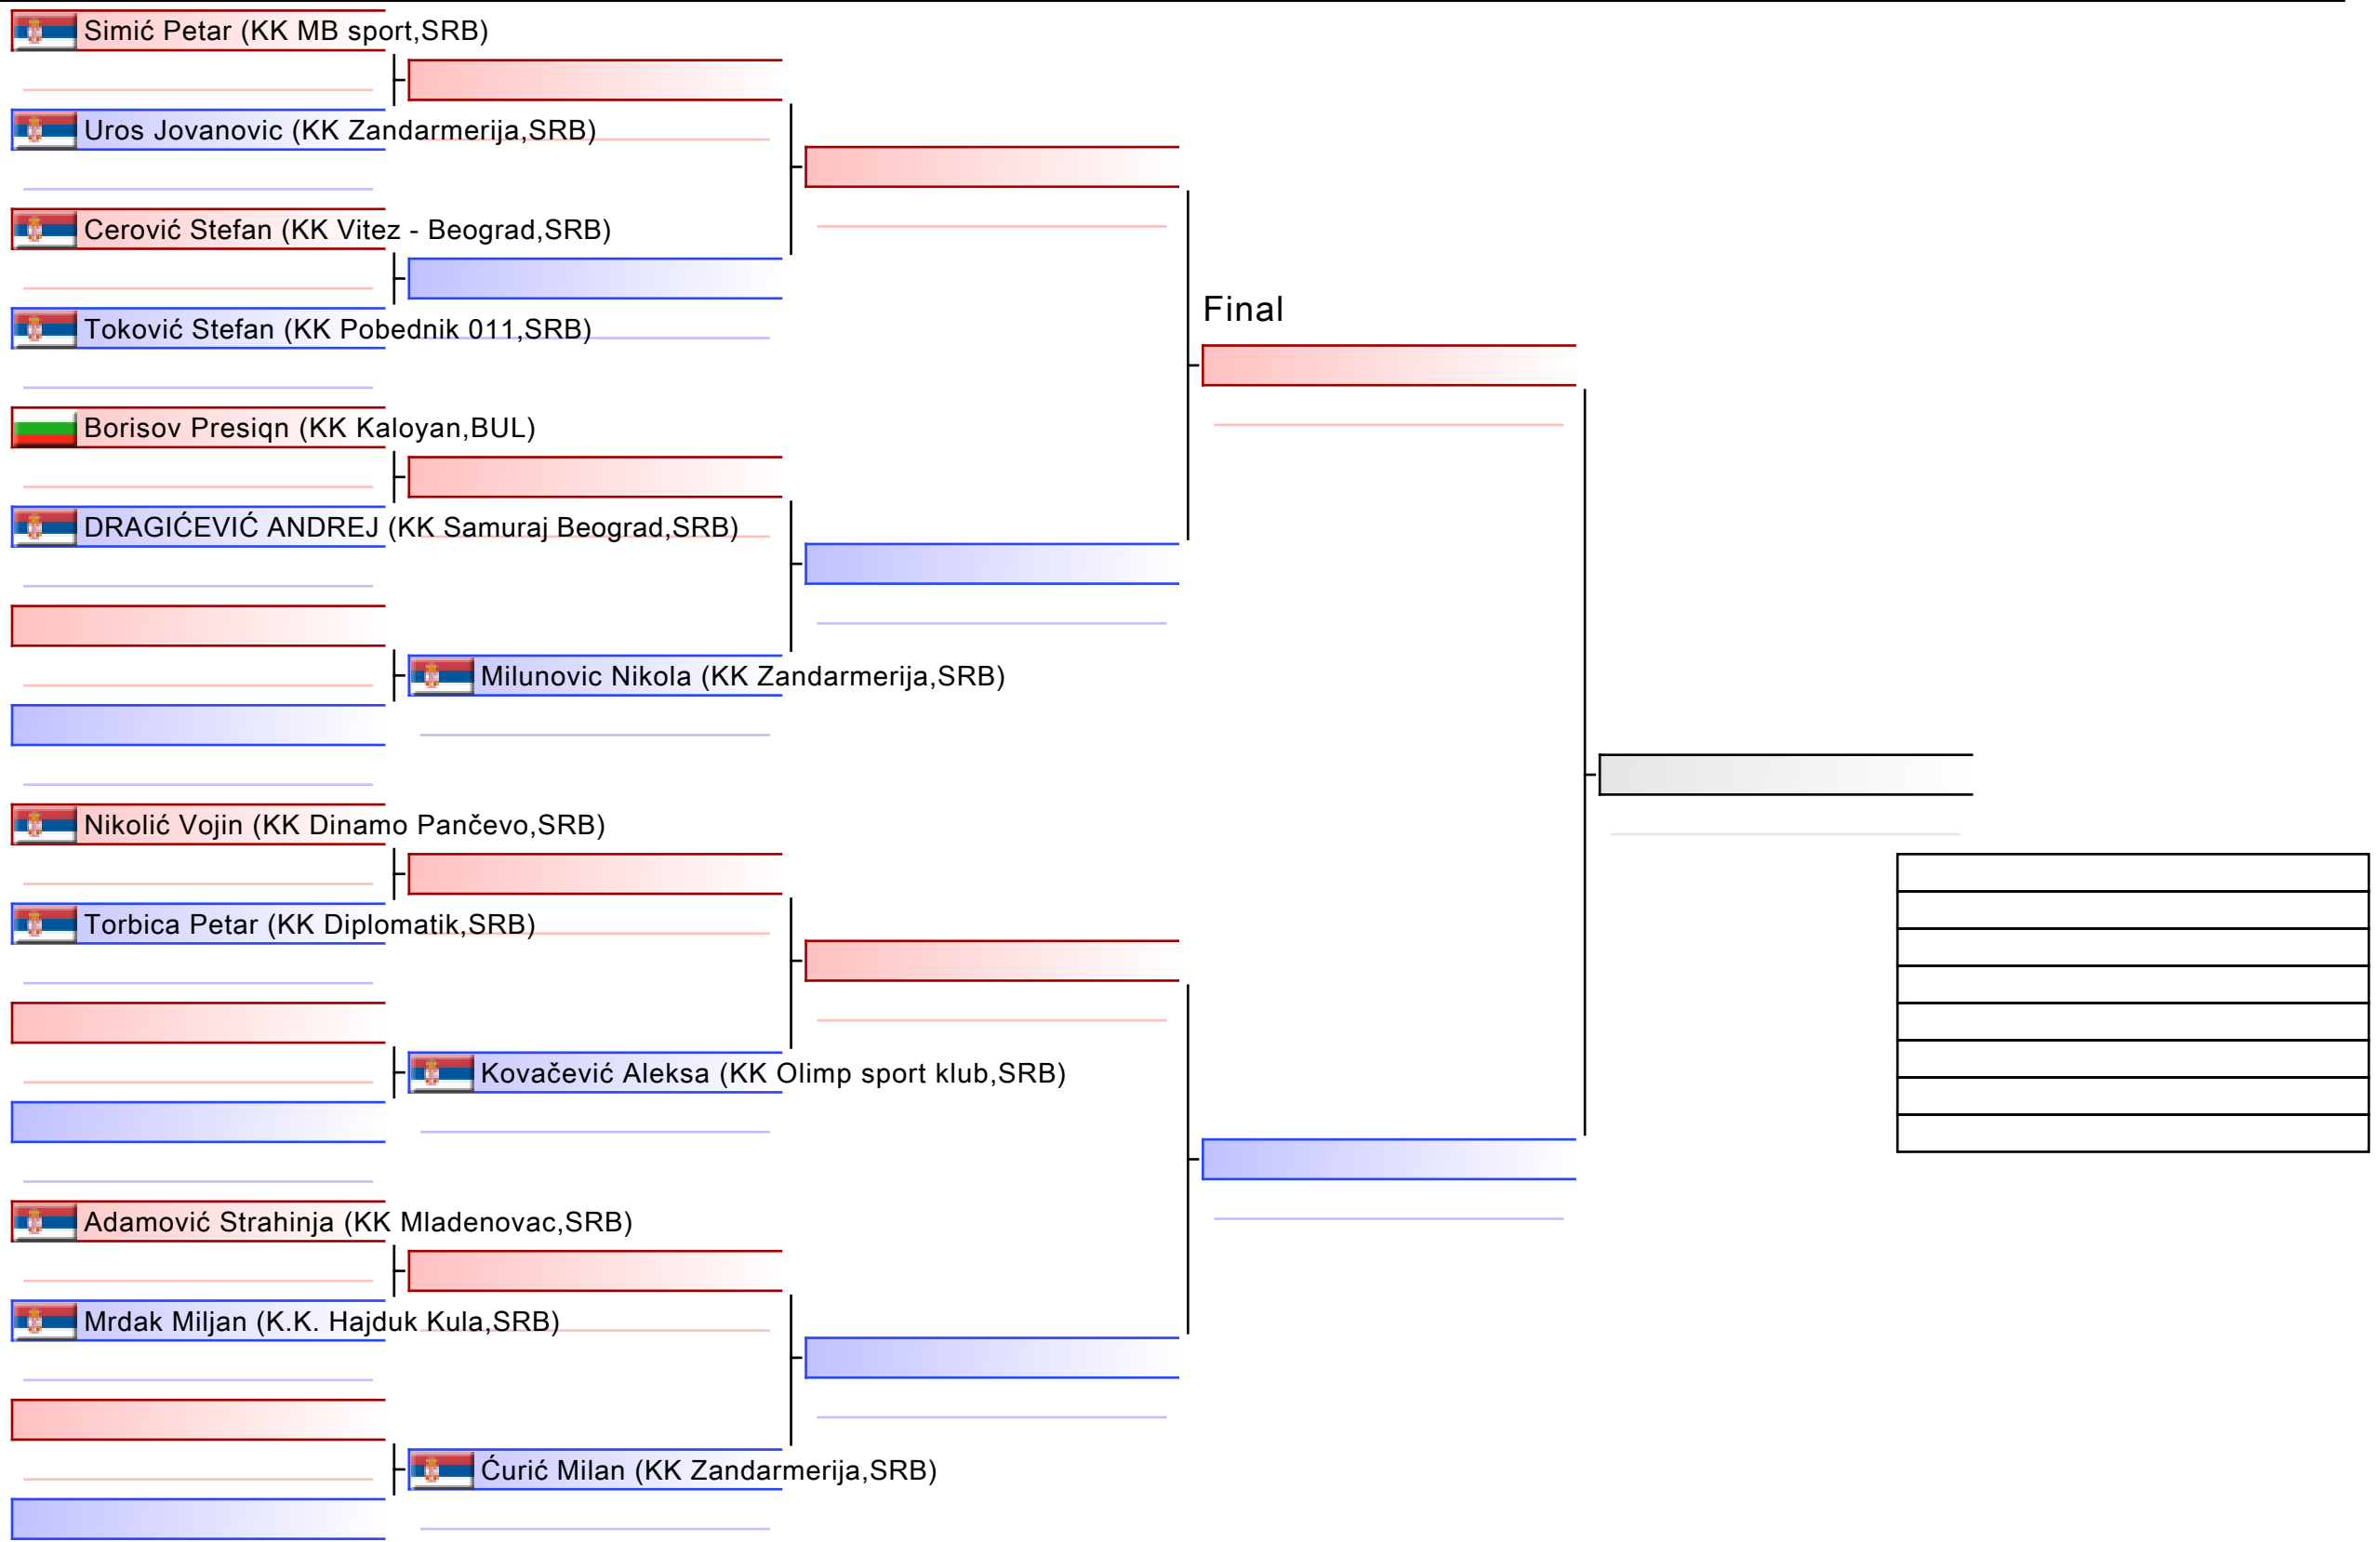 Simić Petar (KK MB sport,SRB)
Uros Jovanovic (KK Zandarmerija,SRB)
Cerović Stefan (KK Vitez - Beograd,SRB)
Toković Stefan (KK Pobednik 011,SRB)
Final
Borisov Presiqn (KK Kaloyan,BUL)
DRAGIĆEVIĆ ANDREJ (KK Samuraj Beograd,SRB)
Milunovic Nikola (KK Zandarmerija,SRB)
Nikolić Vojin (KK Dinamo Pančevo,SRB)
Torbica Petar (KK Diplomatik,SRB)
Kovačević Aleksa (KK Olimp sport klub,SRB)
Adamović Strahinja (KK Mladenovac,SRB)
Mrdak Miljan (K.K. Hajduk Kula,SRB)
Ćurić Milan (KK Zandarmerija,SRB)